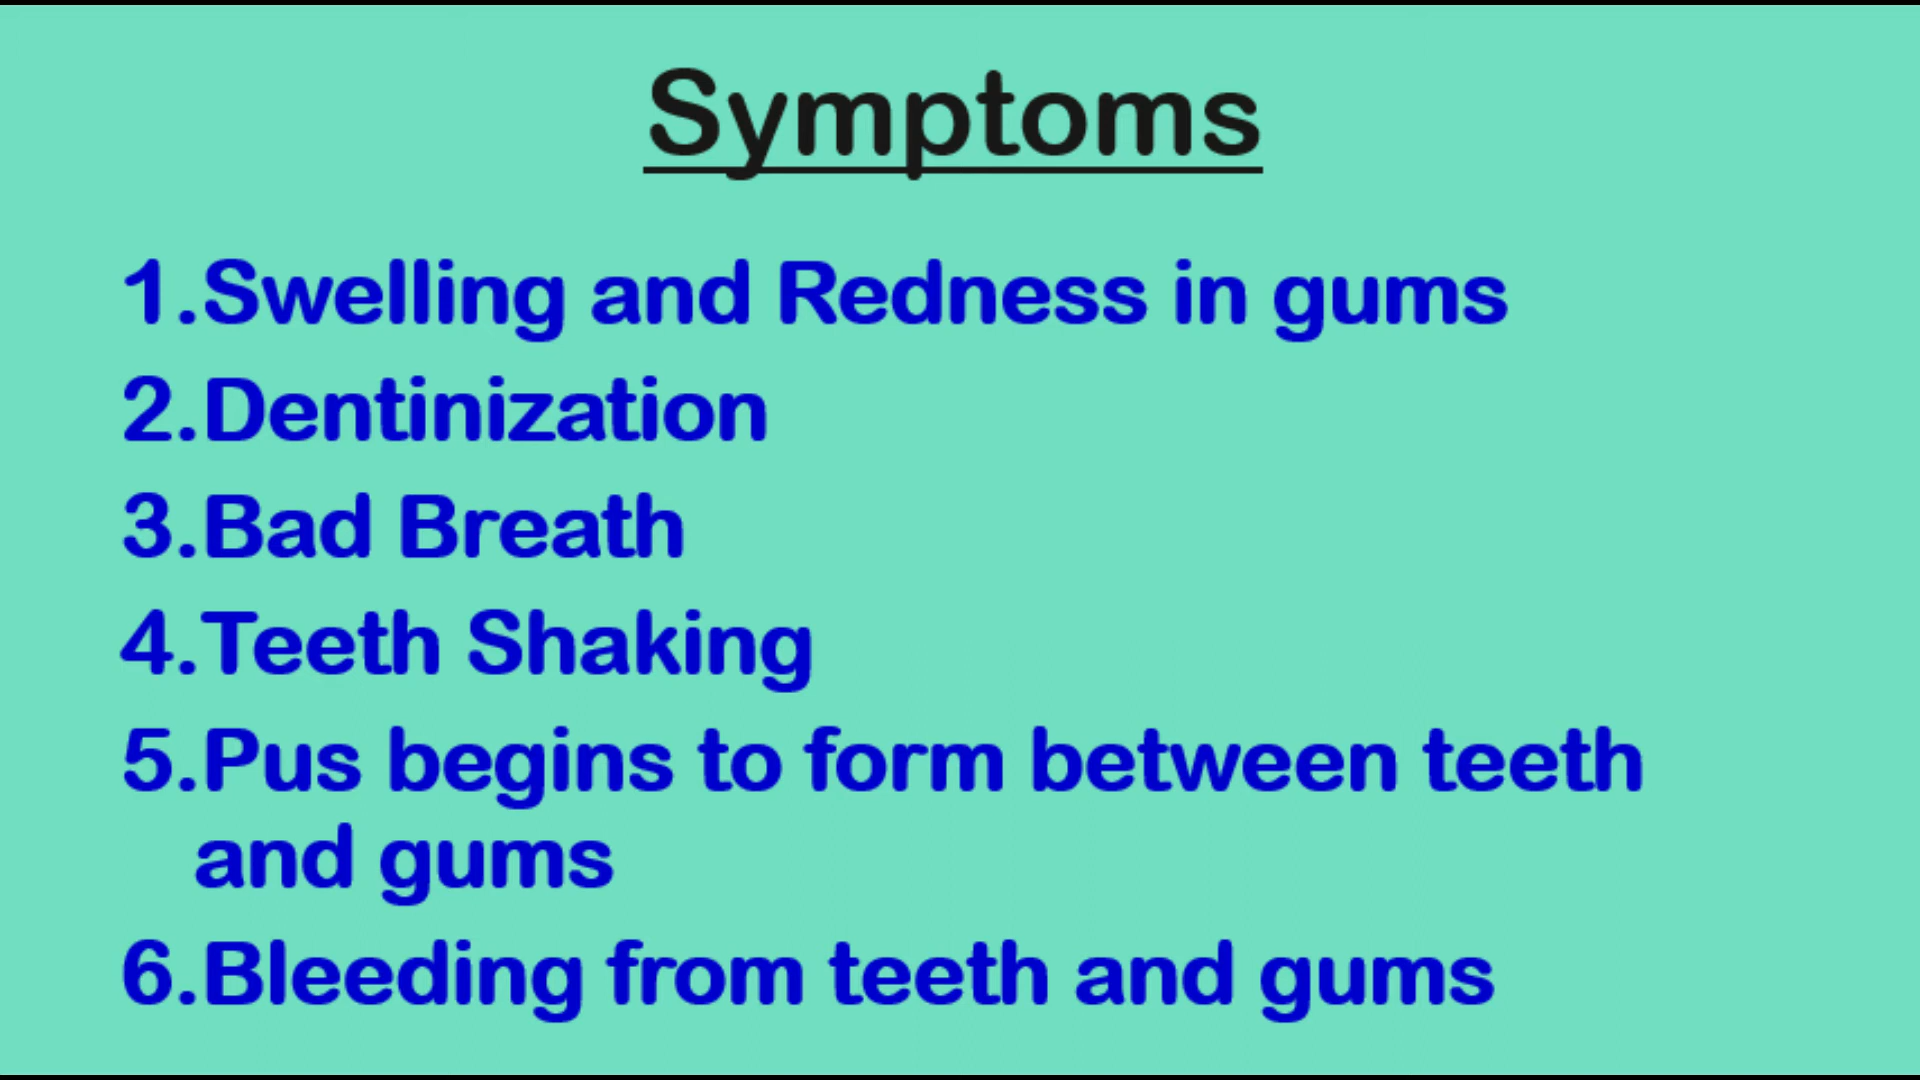 Symptoms
1.Swelling and Redness in gums
2.Dentinization
3.Bad Breath
4.Teeth Shaking
5.Pus begins to form between teeth
and gums
6.Bleeding from teeth and gums